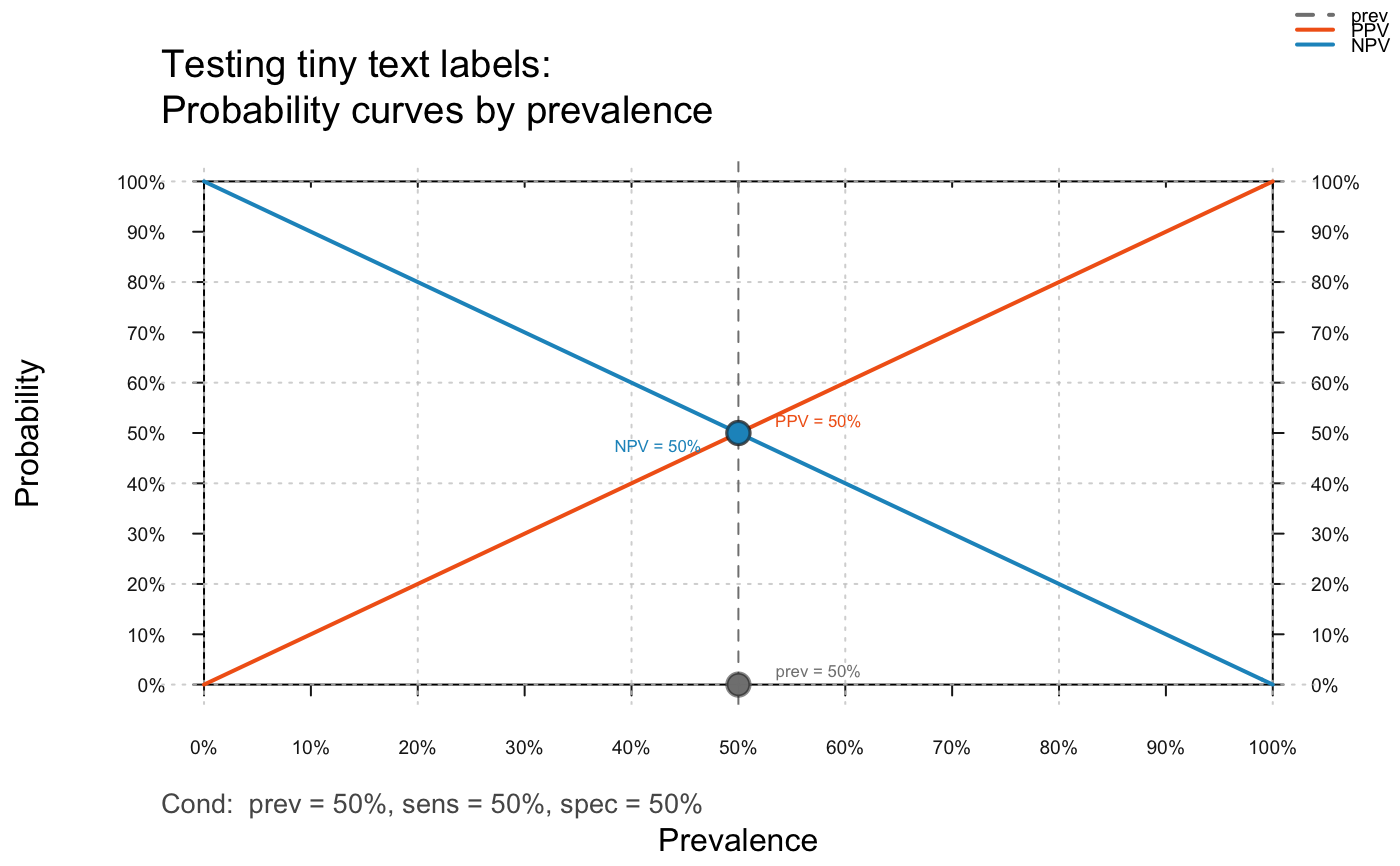 prev
PPV
NPV
Testing tiny text labels:
Probability curves by prevalence
Probability
100%
90%
80%
70%
60%
50%
40%
30%
20%
10%
0%
PPV = 50%
NPV = 50%
prev = 50%
100%
90%
80%
70%
60%
50%
40%
30%
20%
10%
0%
0% 10% 20% 30% 40% 50% 60% 70% 80% 90% 100%
Cond:  prev = 50%, sens = 50%, spec = 50%
Prevalence